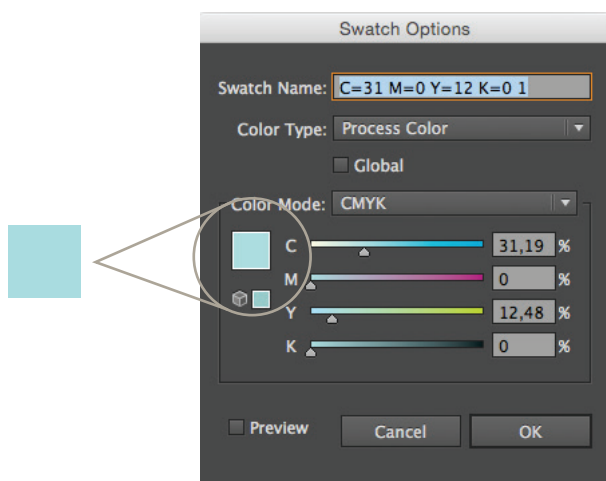 Swatch Options
Swatch Name: C=31 M=0 Y=12 K=0 1
Color Type: Process Color
Global
Color Mode: CMYK
C 31,19 %
M 0 %
Y 12,48 %
K 0 %
Preview Cancel OK